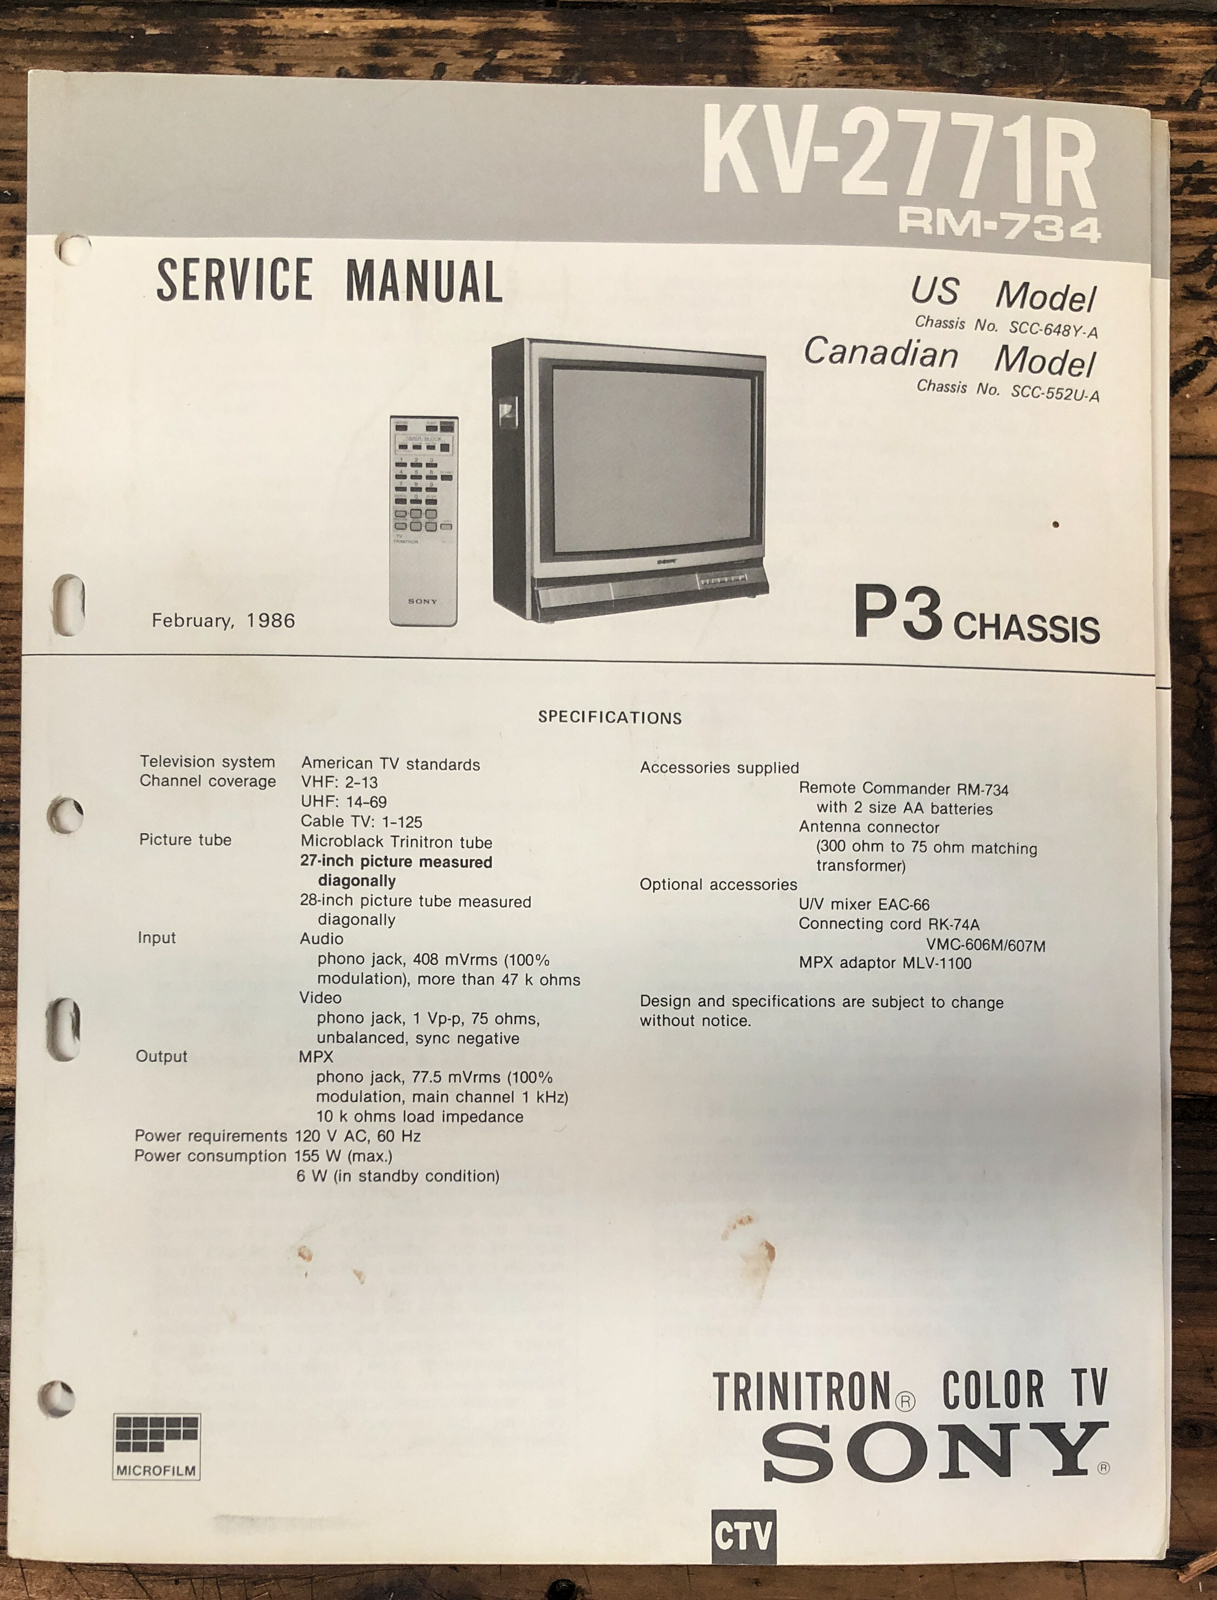 KV-2771R
RM-734
SERVICE MANUAL
US Model
Chassis No. SCC-648Y-A
Canadian Model
Chassis No. SCC-552U-A
SONY
SONY
February, 1986
P3 CHASSIS
SPECIFICATIONS
Television system American TV standards
Channel coverage VHF: 2-13
UHF: 14-69
Cable TV: 1-125
Picture tube Microblack Trinitron tube
27-inch picture measured
diagonally
28-inch picture tube measured
diagonally
Input Audio
phono jack, 408 mVrms (100%
modulation), more than 47 k ohms
Video
phono jack, 1 Vp-p, 75 ohms,
unbalanced, sync negative
Output MPX
phono jack, 77.5 mVrms (100%
modulation, main channel 1 kHz)
10 k ohms load impedance
Power requirements 120 V AC, 60 Hz
Power consumption 155 W (max.)
6 W (in standby condition)
Accessories supplied
Remote Commander RM-734
with 2 size AA batteries
Antenna connector
(300 ohm to 75 ohm matching
transformer)
Optional accessories
U/V mixer EAC-66
Connecting cord RK-74A
VMC-606M/607M
MPX adaptor MLV-1100
Design and specifications are subject to change
without notice.
TRINITRON® COLOR TV
SONY®
MICROFILM
CTV